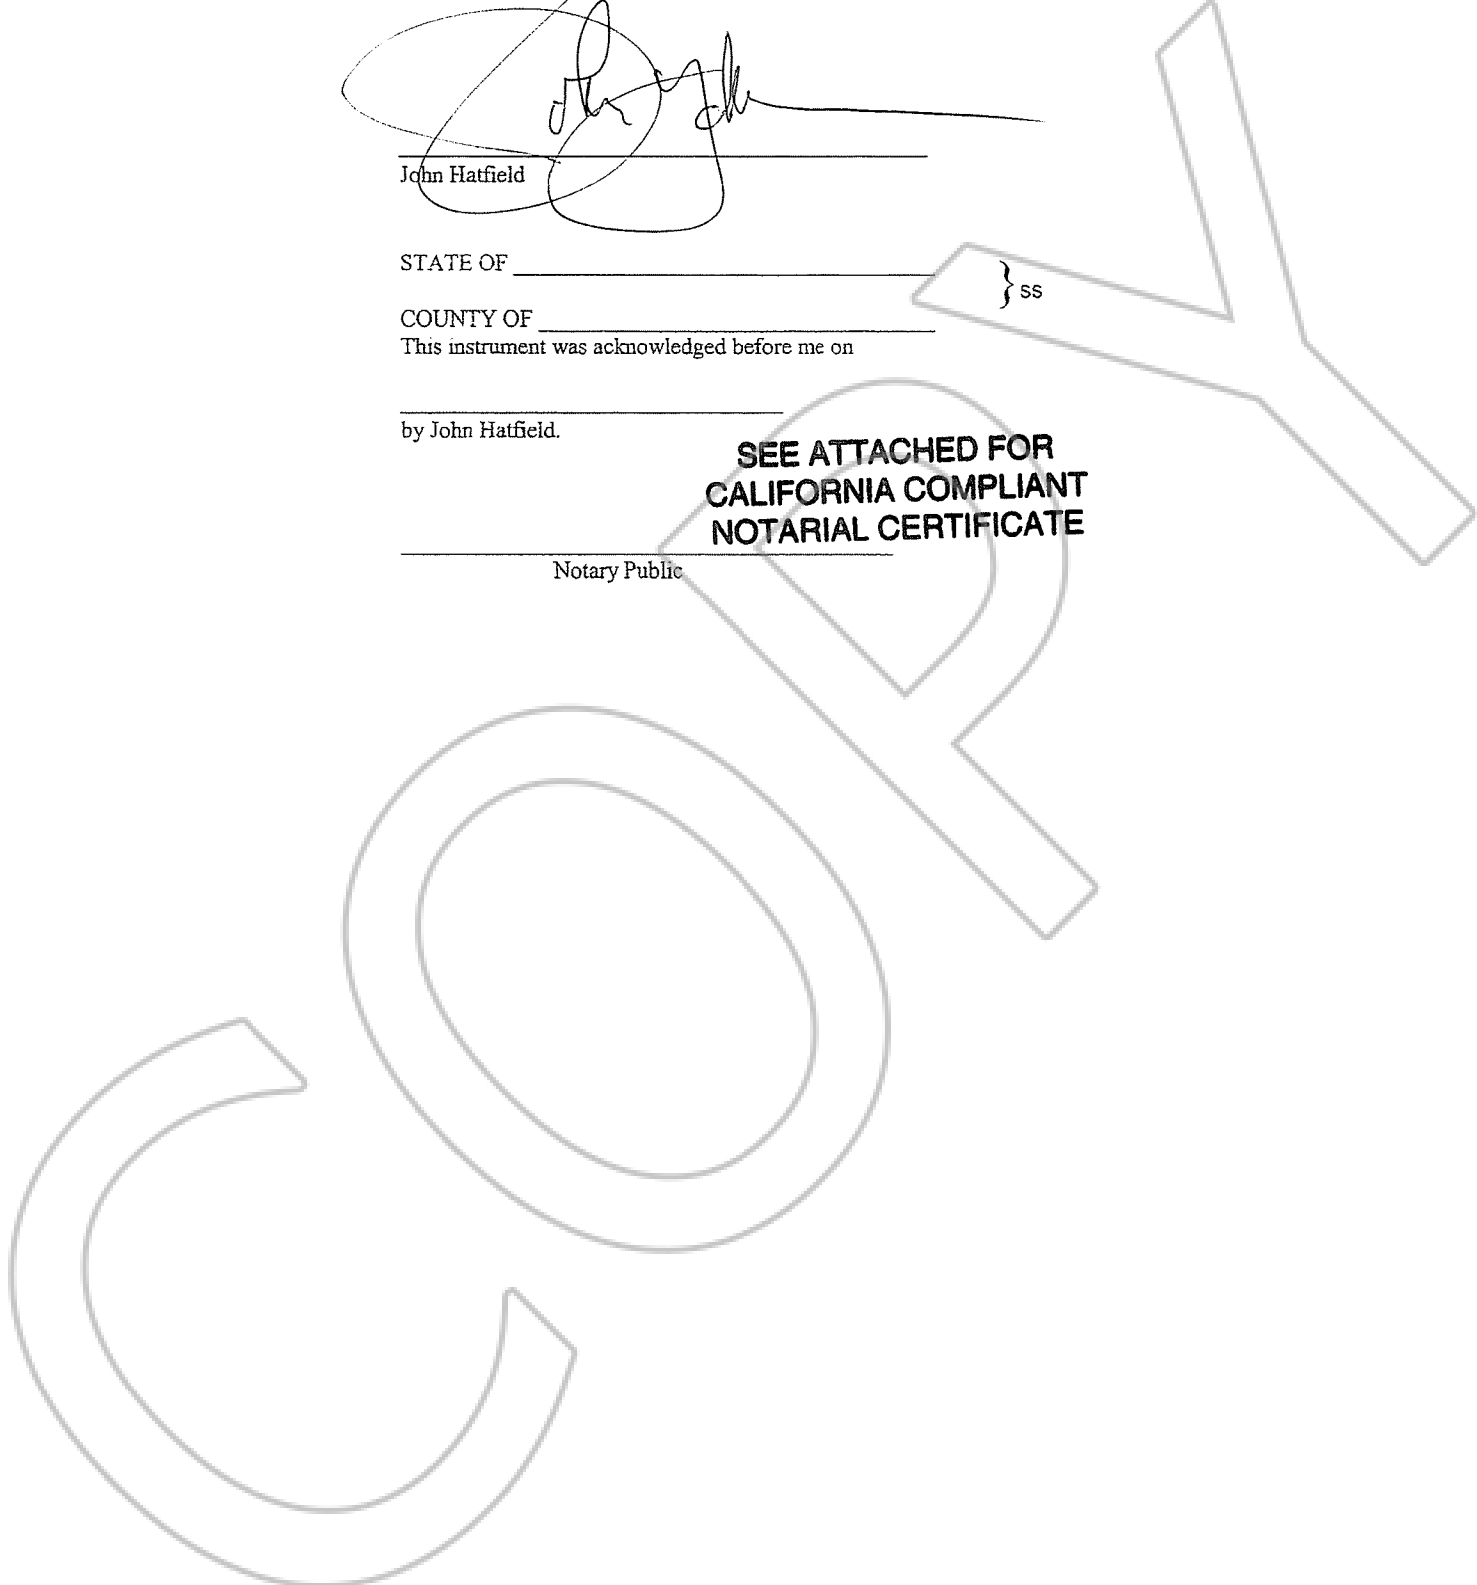 John Hatfield
STATE OF
}ss
COUNTY OF
This instrument was acknowledged before me on
by John Hatfield.
SEE ATTACHED FOR
CALIFORNIA COMPLIANT
NOTARIAL CERTIFICATE
Notary Public
COPY